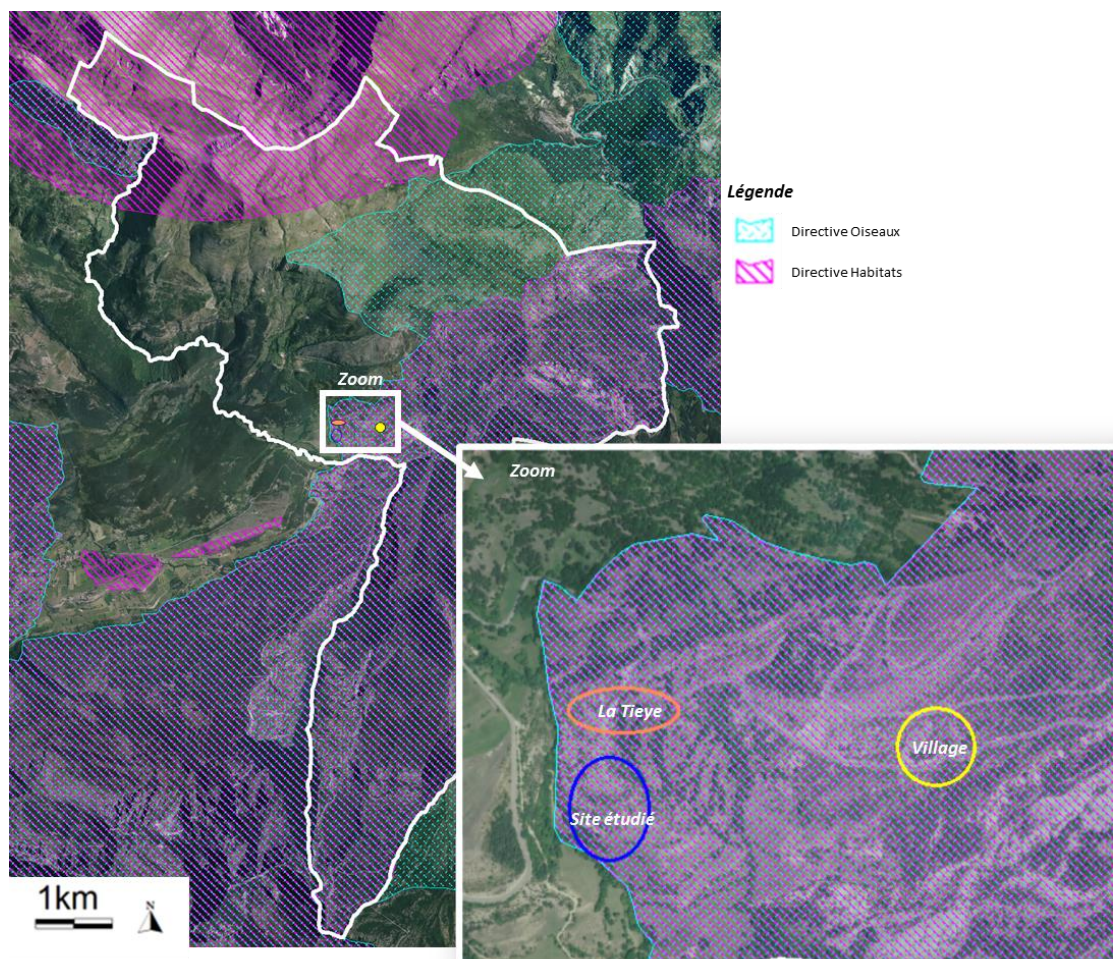 Légende
Directive Oiseaux
Directive Habitats
Zoom
Zoom
La Tieye
Village
Site étudié
1km
N